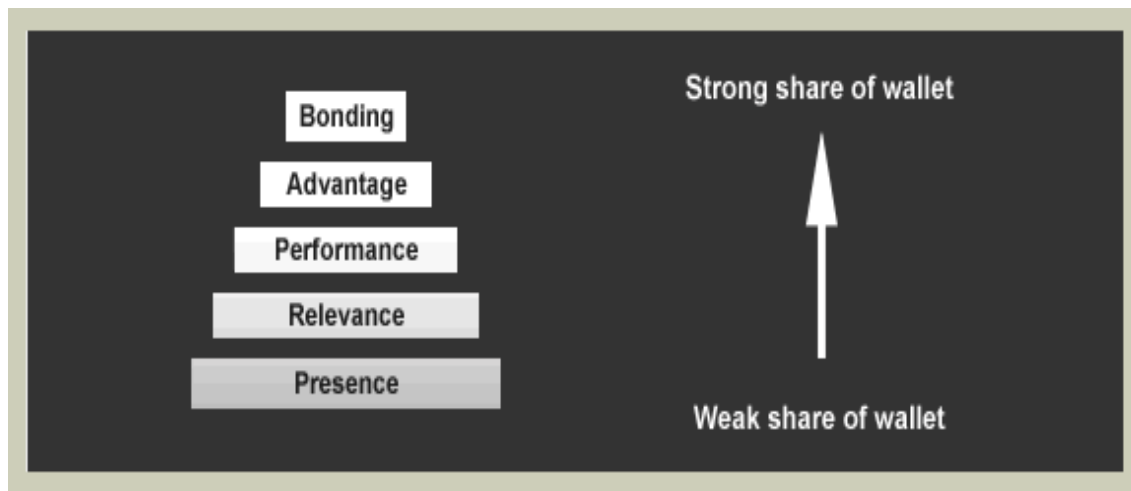 Strong share of wallet
Bonding
Advantage
Performance
Relevance
Presence
Weak share of wallet